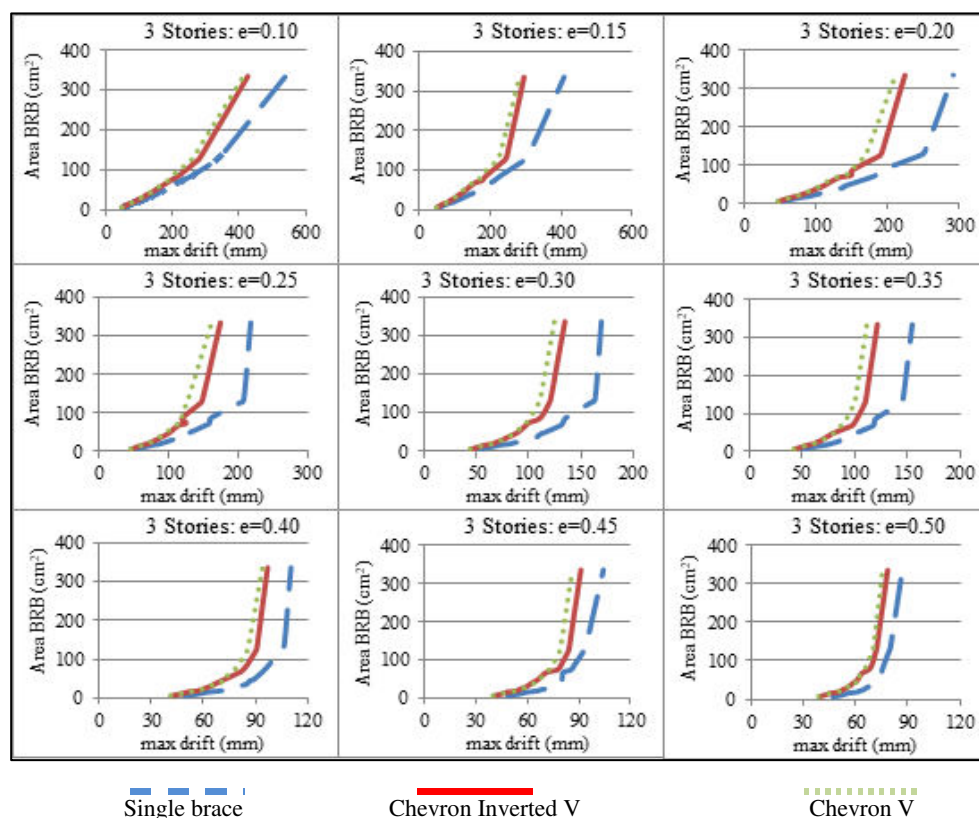 3 Stories: e=0.10
Area BRB (cm²)
400
300
200
100
0
0 200 400 600
max drift (mm)
3 Stories: e=0.15
Area BRB (cm²)
400
300
200
100
0
0 200 400 600
max drift (mm)
3 Stories: e=0.20
Area BRB (cm²)
400
300
200
100
0
0 100 200 300
max drift (mm)
3 Stories: e=0.25
Area BRB (cm²)
400
300
200
100
0
0 100 200 300
max drift (mm)
3 Stories: e=0.30
Area BRB (cm²)
400
300
200
100
0
0 50 100 150 200
max drift (mm)
3 Stories: e=0.35
Area BRB (cm²)
400
300
200
100
0
0 50 100 150 200
max drift (mm)
3 Stories: e=0.40
Area BRB (cm²)
400
300
200
100
0
0 30 60 90 120
max drift (mm)
3 Stories: e=0.45
Area BRB (cm²)
400
300
200
100
0
0 30 60 90 120
max drift (mm)
3 Stories: e=0.50
Area BRB (cm²)
400
300
200
100
0
0 30 60 90 120
max drift (mm)
Single brace
Chevron Inverted V
Chevron V